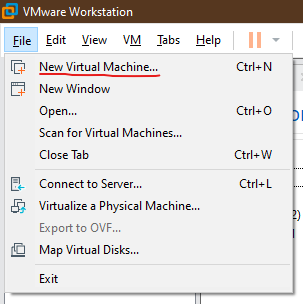 VMware Workstation
File Edit View VM Tabs Help
New Virtual Machine... Ctrl+N
New Window
Open... Ctrl+O
Scan for Virtual Machines...
Close Tab Ctrl+W
Connect to Server... Ctrl+L
Virtualize a Physical Machine...
Export to OVF...
Map Virtual Disks...
Exit